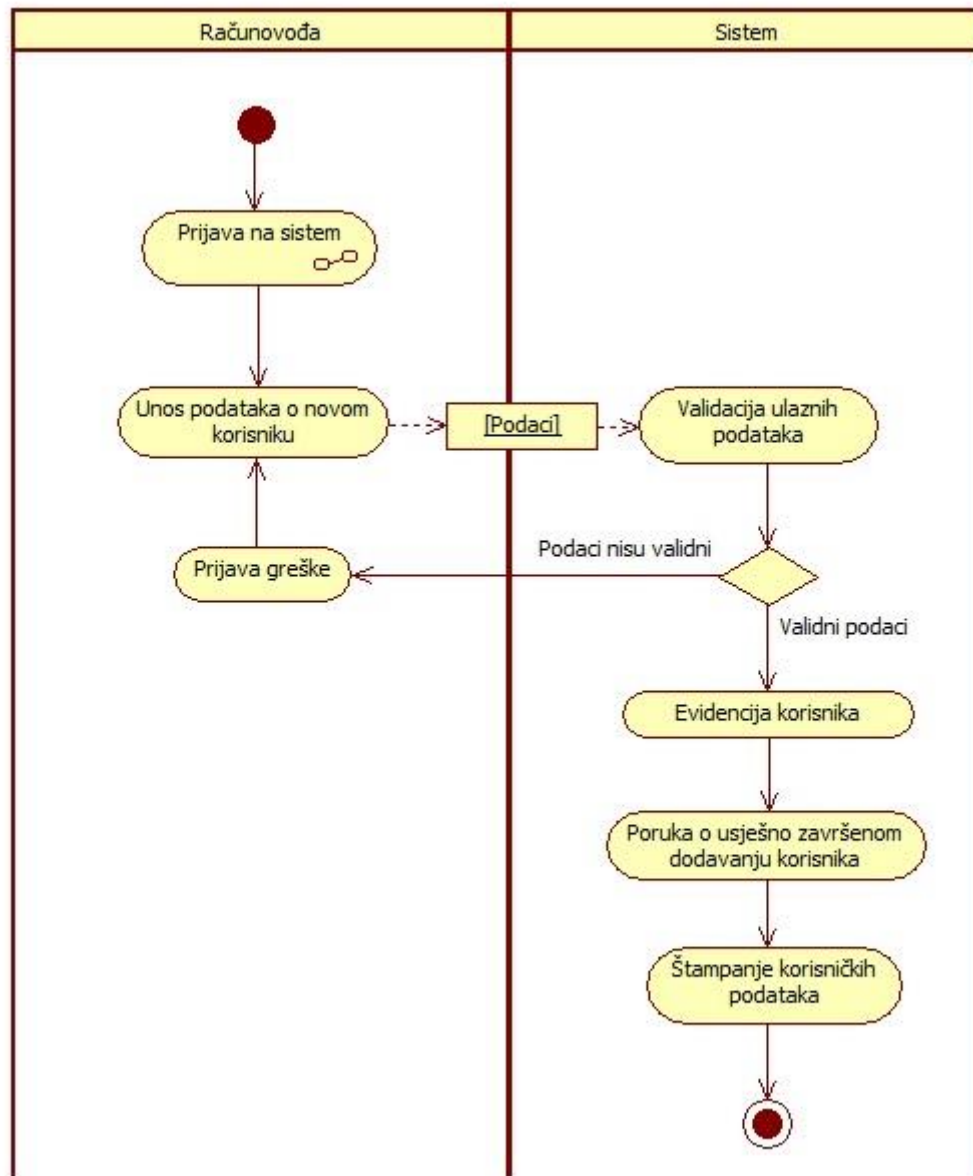 Računovođa
Sistem
Prijava na sistem
Unos podataka o novom
korisniku
[Podaci]
Validacija ulaznih
podataka
Podaci nisu validni
Prijava greške
Validni podaci
Evidencija korisnika
Poruka o usješno završenom
dodavanju korisnika
Štampanje korisničkih
podataka